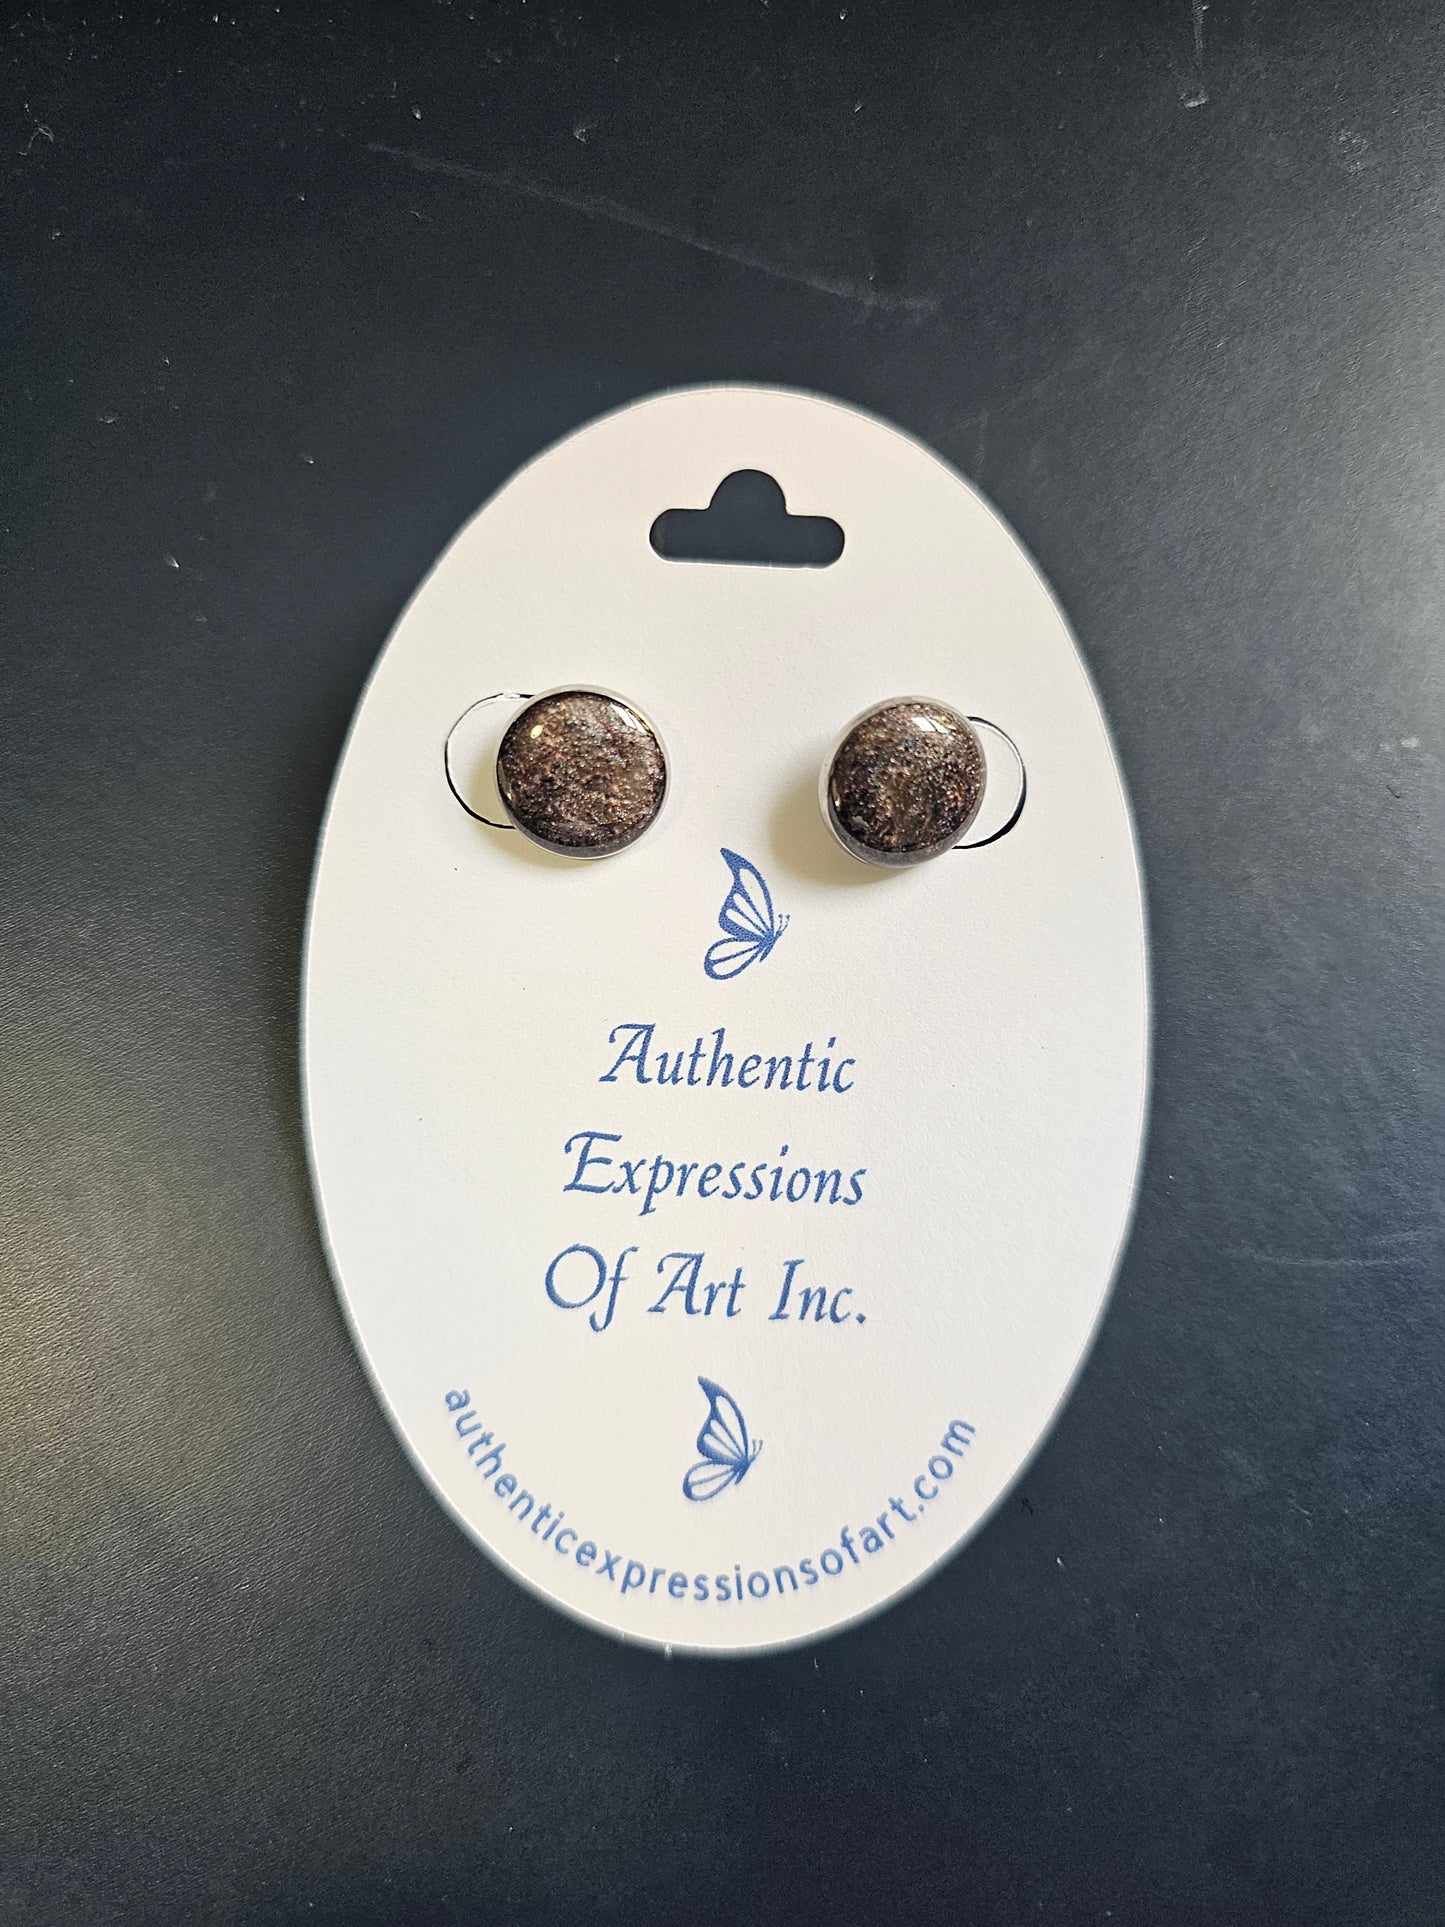 Authentic
Expressions
Of Art Inc.
authenticexpressionsofart.com